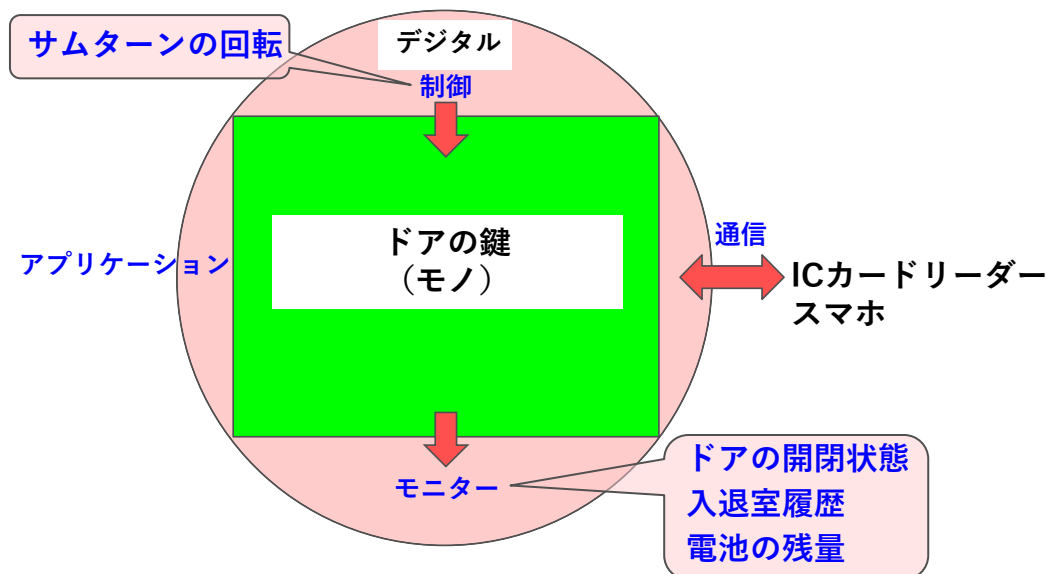 サムターンの回転
デジタル
制御
ドアの鍵
（モノ）
アプリケーション
通信
ICカードリーダー
スマホ
モニター
ドアの開閉状態
入退室履歴
電池の残量